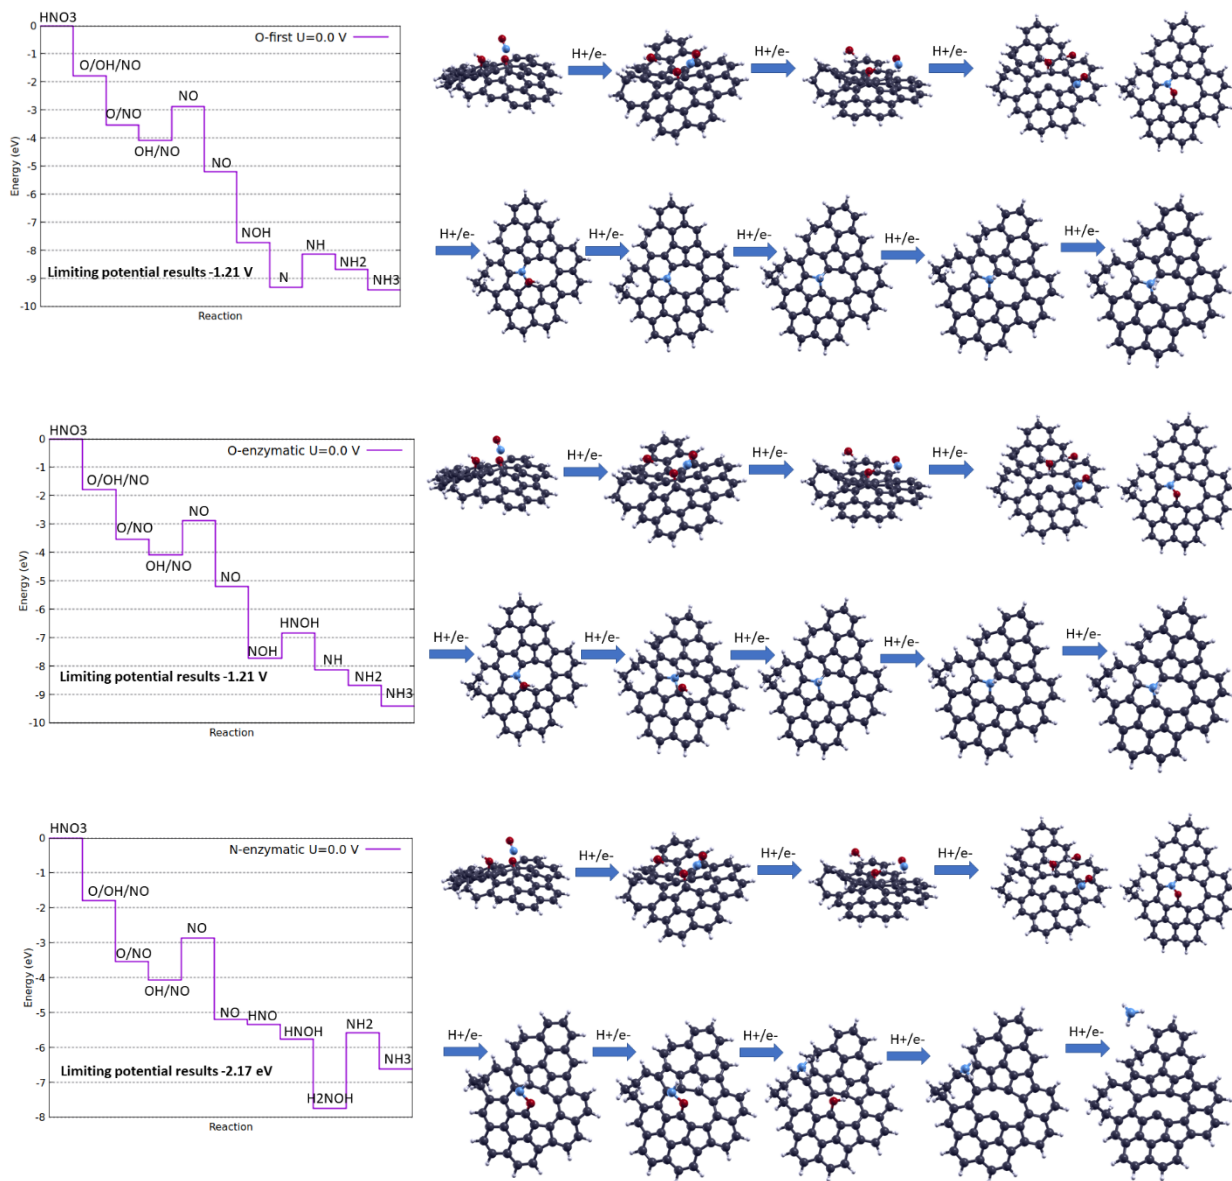 HNO3
O-first U=0.0 V
0
-1
-2
-3
-4
-5
-6
-7
-8
-9
-10
Energy (eV)
O/OH/NO
O/NO
OH/NO
NO
NO
NOH
N
NH
NH2
NH3
Limiting potential results -1.21 V
Reaction
H+/e-
H+/e-
H+/e-
H+/e-
H+/e-
H+/e-
H+/e-
H+/e-
HNO3
O-enzymatic U=0.0 V
0
-1
-2
-3
-4
-5
-6
-7
-8
-9
-10
Energy (eV)
O/OH/NO
O/NO
OH/NO
NO
NO
NOH
HNOH
NH
NH2
NH3
Limiting potential results -1.21 V
Reaction
H+/e-
H+/e-
H+/e-
H+/e-
H+/e-
H+/e-
H+/e-
H+/e-
HNO3
N-enzymatic U=0.0 V
0
-1
-2
-3
-4
-5
-6
-7
-8
Energy (eV)
O/OH/NO
O/NO
OH/NO
NO
NO
HNO
HNOH
H2NOH
NH2
NH3
Limiting potential results -2.17 eV
Reaction
H+/e-
H+/e-
H+/e-
H+/e-
H+/e-
H+/e-
H+/e-
H+/e-